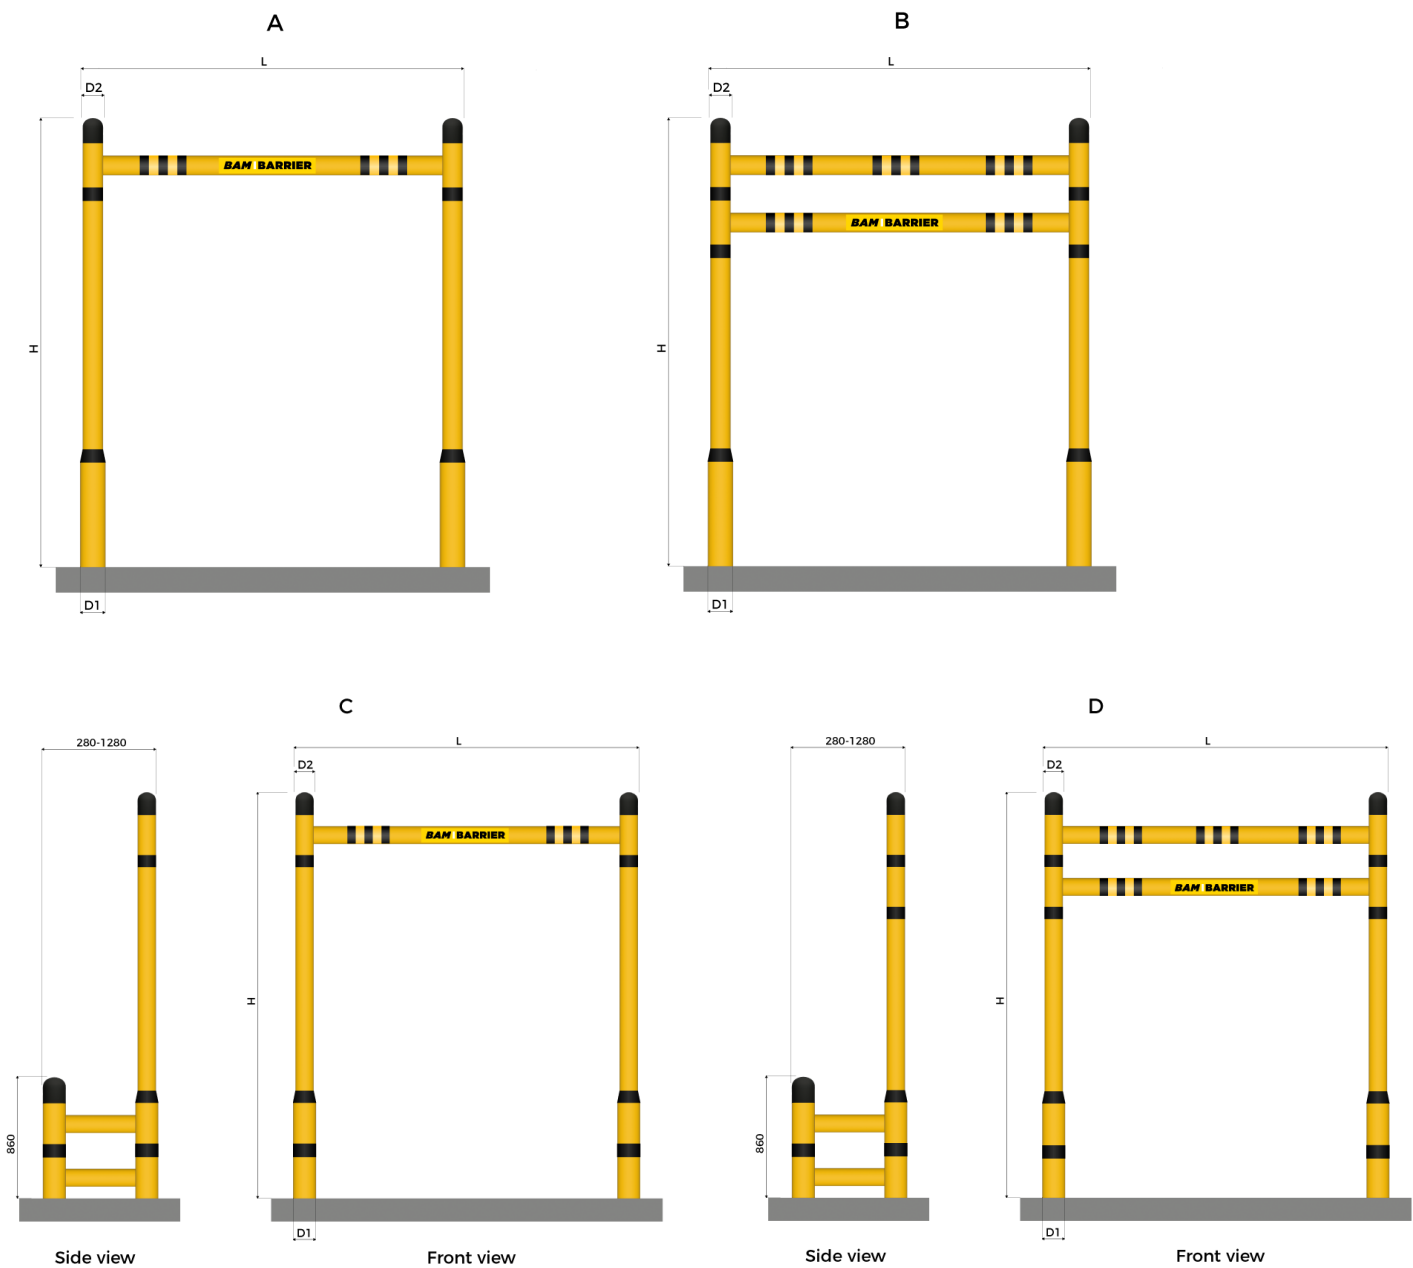 A
B
L
L
D2
D2
BAM BARRIER
BAM BARRIER
H
H
D1
D1
C
D
280-1280
L
280-1280
L
D2
D2
BAM BARRIER
BAM BARRIER
H
H
860
860
D1
D1
Side view
Front view
Side view
Front view